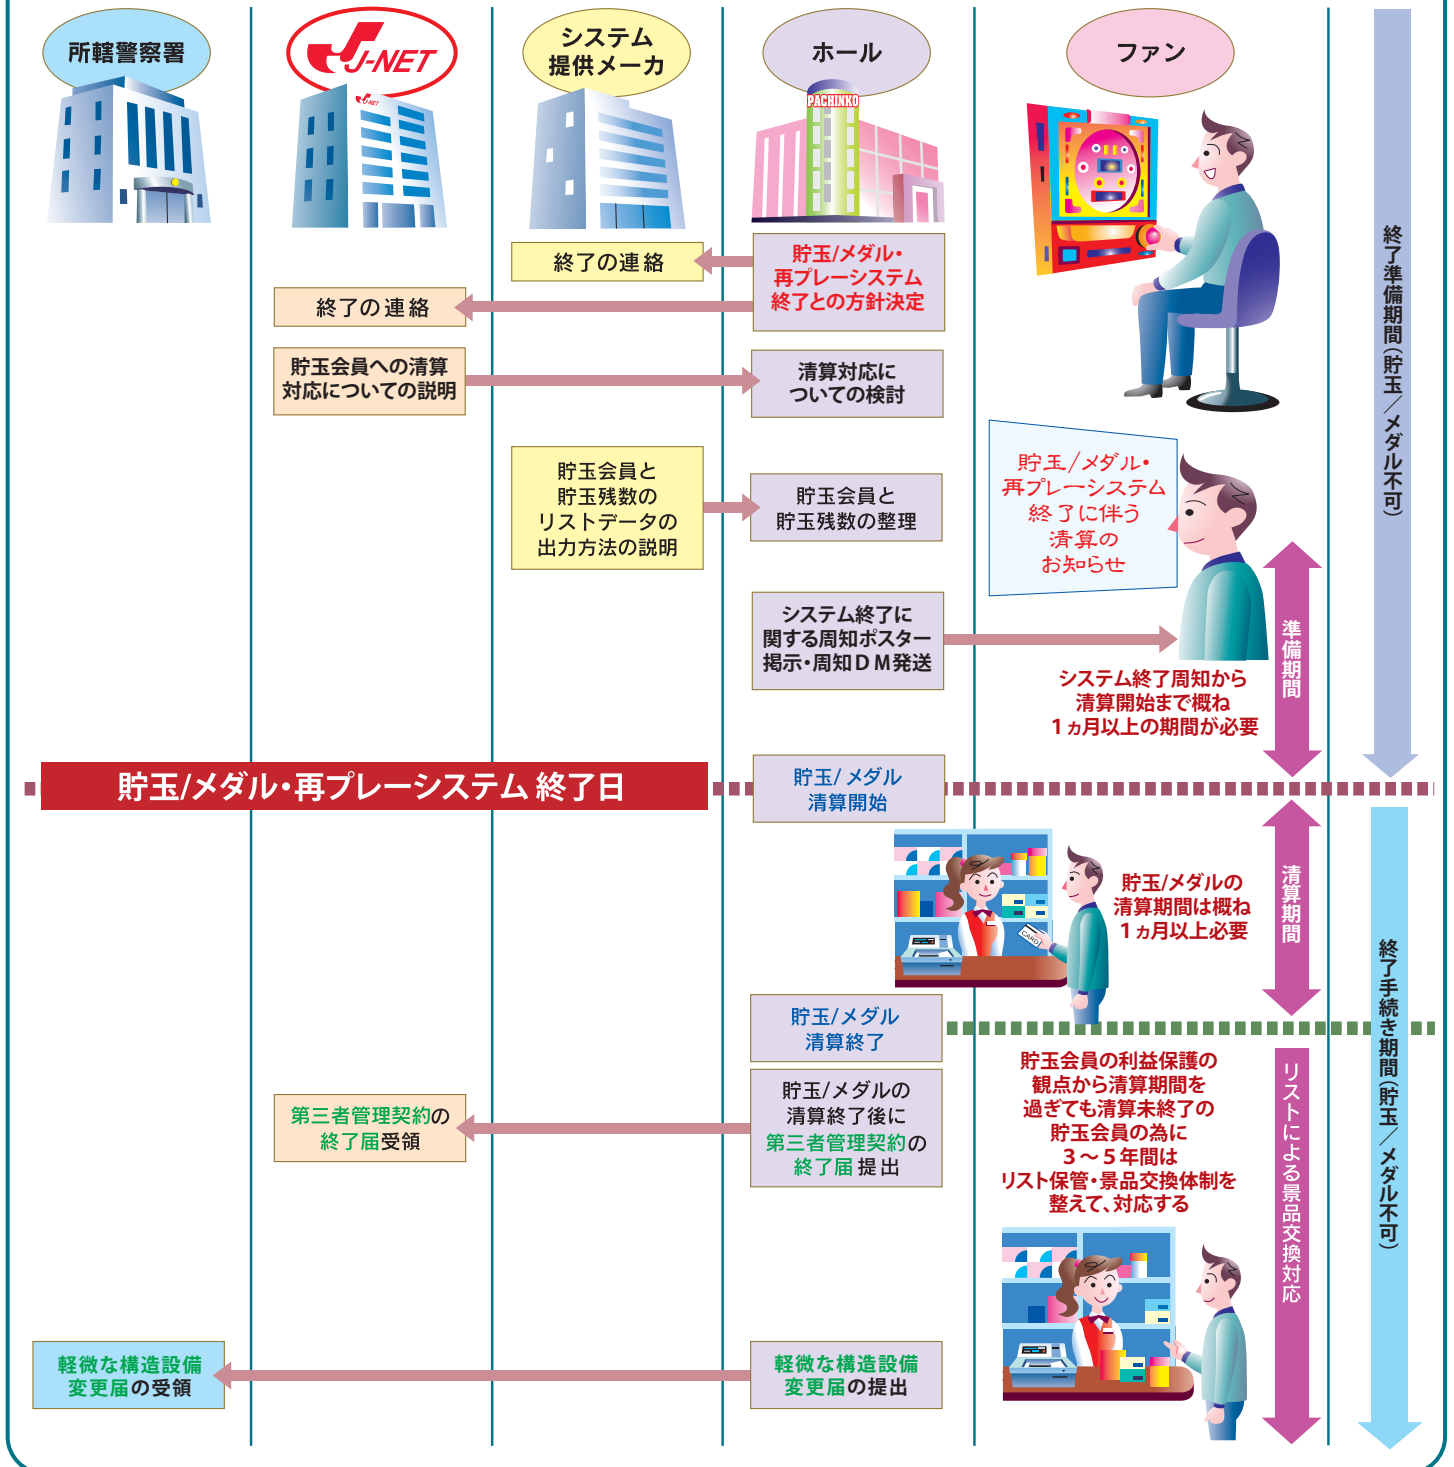 所轄警察署
J-NET
システム
提供メーカ
ホール
ファン
J-NET
PACHINKO
終了の連絡
貯玉/メダル・
再プレーシステム
終了との方針決定
終了の連絡
貯玉会員への清算
対応についての説明
清算対応に
ついての検討
貯玉会員と
貯玉残数の
リストデータの
出力方法の説明
貯玉会員と
貯玉残数の整理
貯玉/メダル・
再プレーシステム
終了に伴う
清算の
お知らせ
システム終了に
関する周知ポスター
掲示・周知DM発送
システム終了周知から
清算開始まで概ね
1ヵ月以上の期間が必要
準備期間
終了準備期間(貯玉/メダル不可)
貯玉/メダル・再プレーシステム 終了日
貯玉/メダル
清算開始
CARD
貯玉/メダルの
清算期間は概ね
1ヵ月以上必要
清算期間
貯玉/メダル
清算終了
貯玉/メダルの
清算終了後に
第三者管理契約の
終了届提出
第三者管理契約の
終了届受領
貯玉会員の利益保護の
観点から清算期間を
過ぎても清算未終了の
貯玉会員の為に
3〜5年間は
リスト保管・景品交換体制を
整えて、対応する
リストによる景品交換対応
終了手続き期間(貯玉/メダル不可)
軽微な構造設備
変更届の受領
軽微な構造設備
変更届の提出